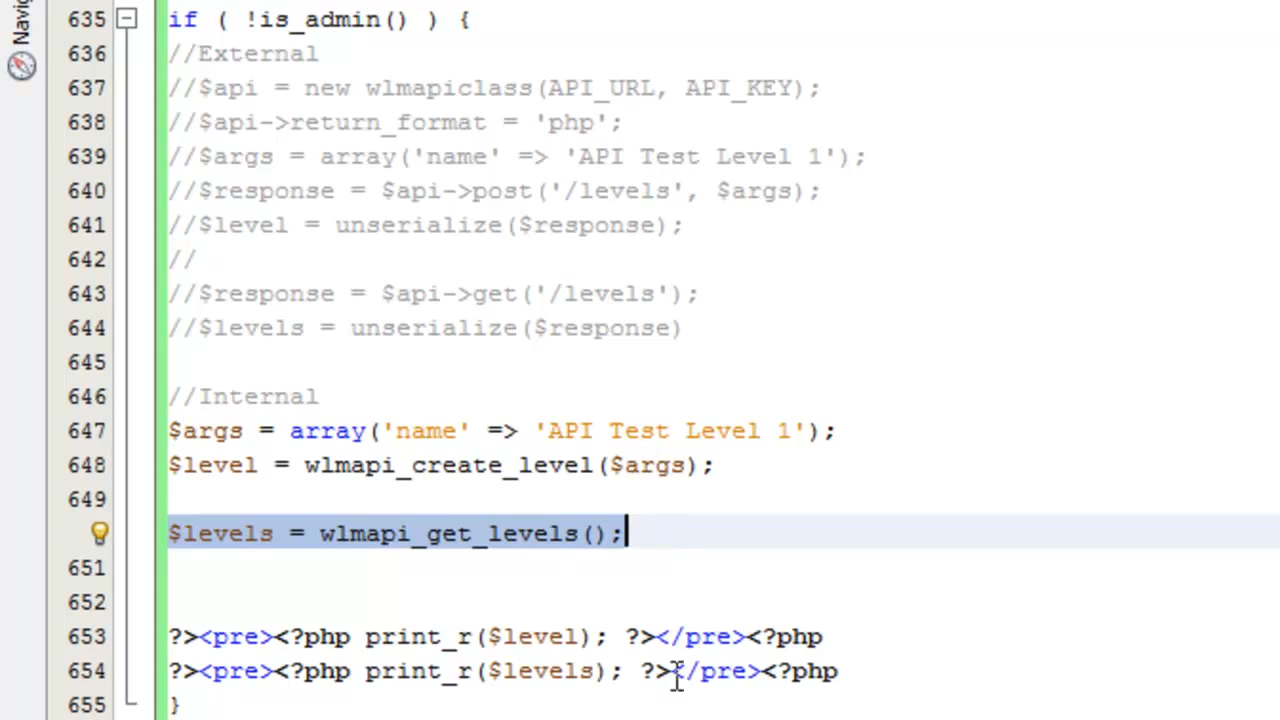 Navig
635 if ( !is_admin() ) {
636 //External
637 //$api = new wlmapiclass(API_URL, API_KEY);
638 //$api->return_format = 'php';
639 //$args = array('name' => 'API Test Level 1');
640 //$response = $api->post('/levels', $args);
641 //$level = unserialize($response);
642 //
643 //$response = $api->get('/levels');
644 //$levels = unserialize($response)
645
646 //Internal
647 $args = array('name' => 'API Test Level 1');
648 $level = wlmapi_create_level($args);
649
$levels = wlmapi_get_levels();
651
652
653 ?><pre><?php print_r($level); ?></pre><?php
654 ?><pre><?php print_r($levels); ?></pre><?php
655 }